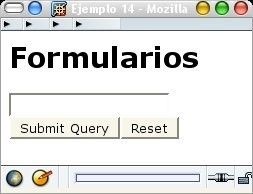 Ejemplo 14 - Mozilla
Formularios
Submit Query Reset